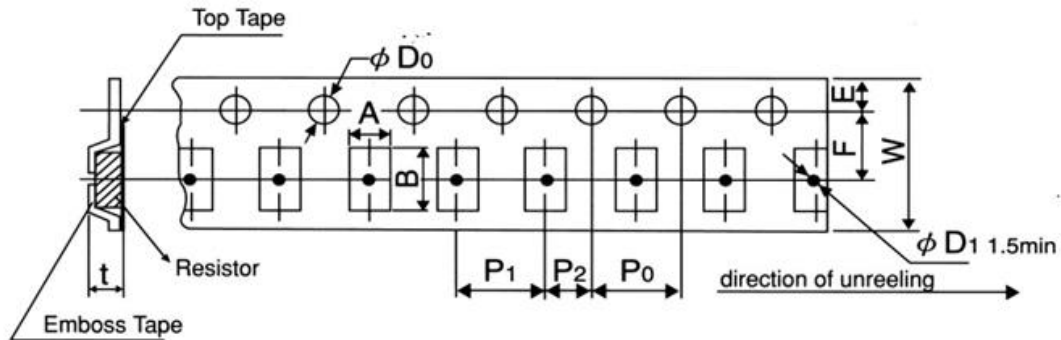 Top Tape
φ D0
A
B
E
F
W
t
Resistor
Emboss Tape
P1
P2
P0
φ D1 1.5min
direction of unreeling